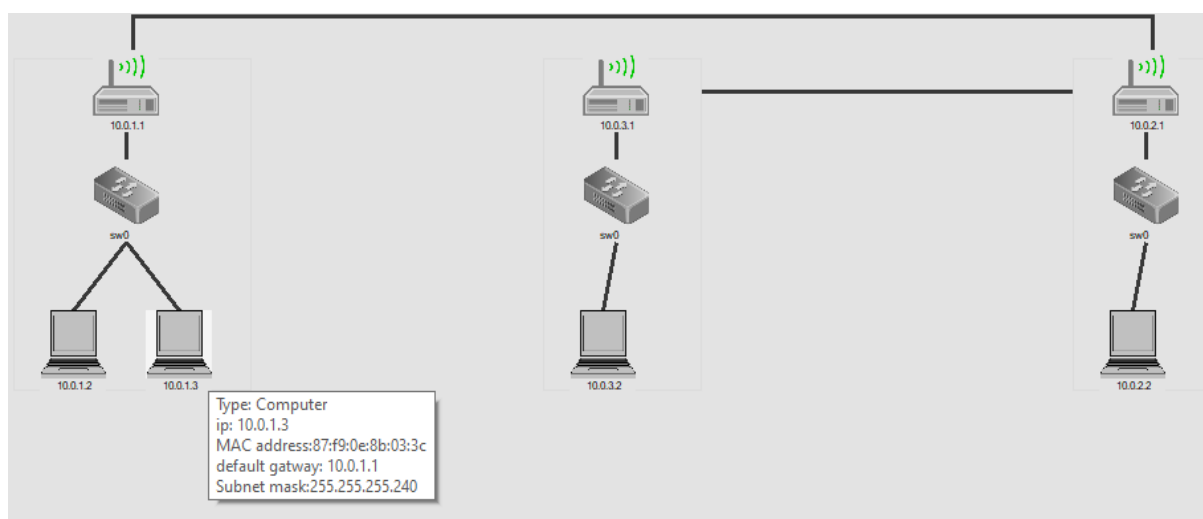 10.0.1.1
10.0.3.1
10.0.2.1
sw0
sw0
sw0
10.0.1.2
10.0.1.3
10.0.3.2
10.0.2.2
Type: Computer
ip: 10.0.1.3
MAC address:87:f9:0e:8b:03:3c
default gatway: 10.0.1.1
Subnet mask:255.255.255.240